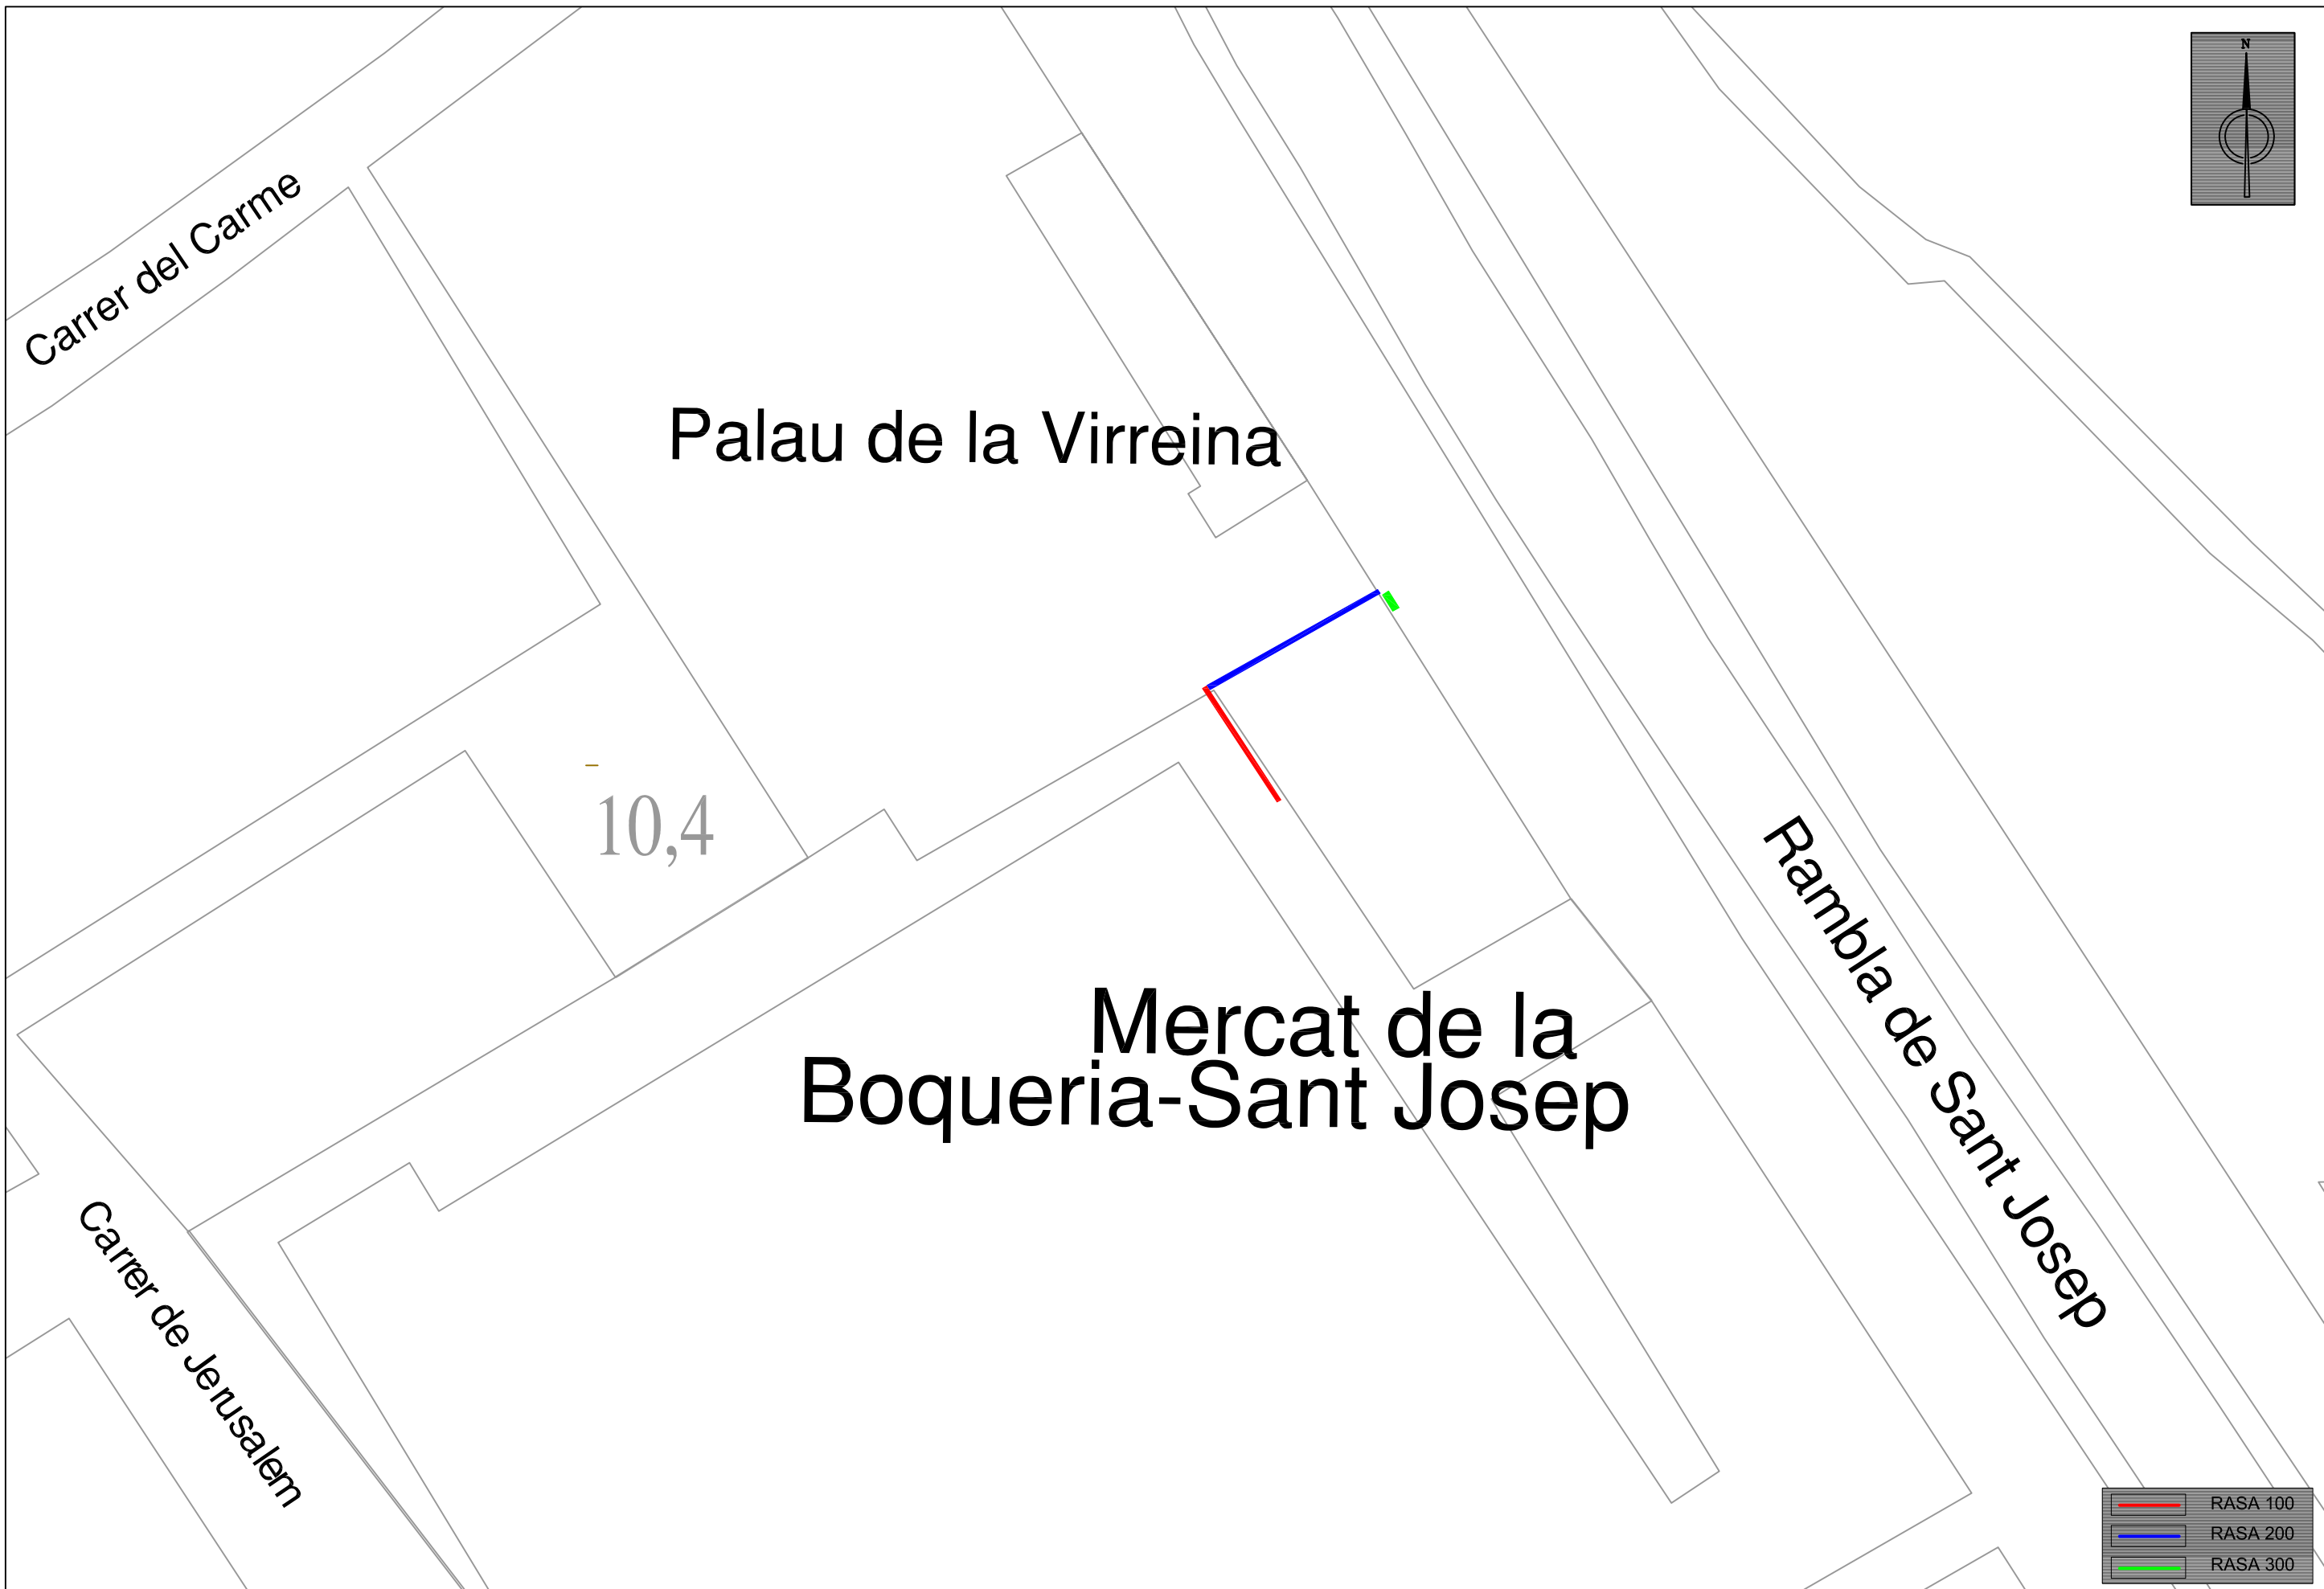 N
Carrer del Carme
Palau de la Virreina
10,4
Mercat de la
Boqueria-Sant Josep
Rambla de Sant Josep
Carrer de Jerusalem
RASA 100
RASA 200
RASA 300